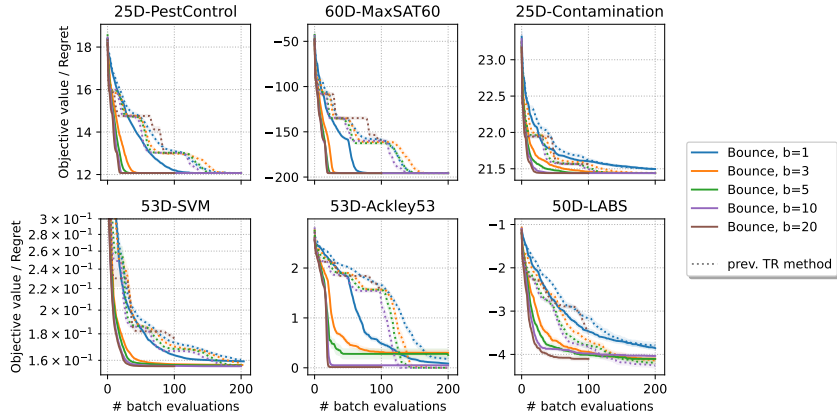 25D-PestControl
60D-MaxSAT60
25D-Contamination
Objective value / Regret
18
16
14
12
−50
−100
−150
−200
23.0
22.5
22.0
21.5
Bounce, b=1
Bounce, b=3
Bounce, b=5
Bounce, b=10
Bounce, b=20
prev. TR method
53D-SVM
53D-Ackley53
50D-LABS
Objective value / Regret
3 × 10⁻¹
2.8 × 10⁻¹
2.6 × 10⁻¹
2.4 × 10⁻¹
2.2 × 10⁻¹
2 × 10⁻¹
1.8 × 10⁻¹
1.6 × 10⁻¹
2
1
0
−1
−2
−3
−4
0 100 200
0 100 200
0 100 200
# batch evaluations
# batch evaluations
# batch evaluations